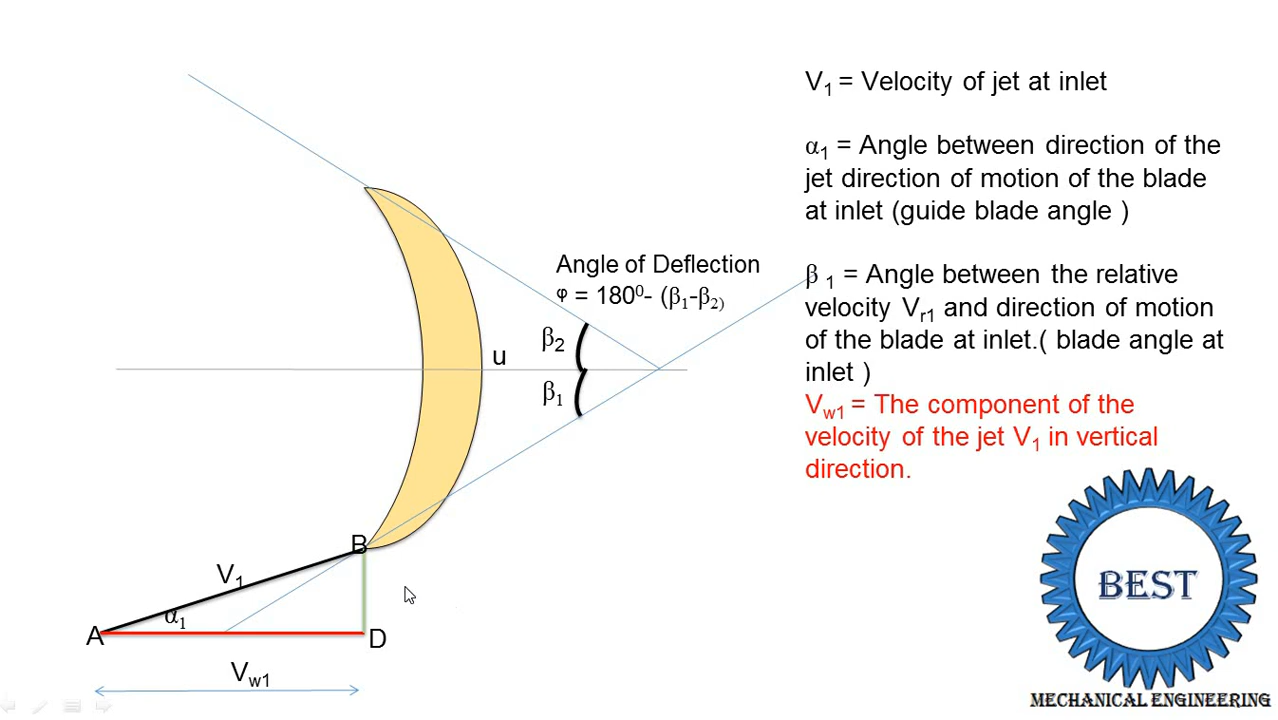 V1 = Velocity of jet at inlet
α1 = Angle between direction of the
jet direction of motion of the blade
at inlet (guide blade angle )
Angle of Deflection
φ = 180⁰- (β1-β2)
β 1 = Angle between the relative
velocity Vr1 and direction of motion
of the blade at inlet.( blade angle at
inlet )
β2
u
β1
Vw1 = The component of the
velocity of the jet V1 in vertical
direction.
B
V1
α1
A
D
Vw1
BEST
MECHANICAL ENGINEERING